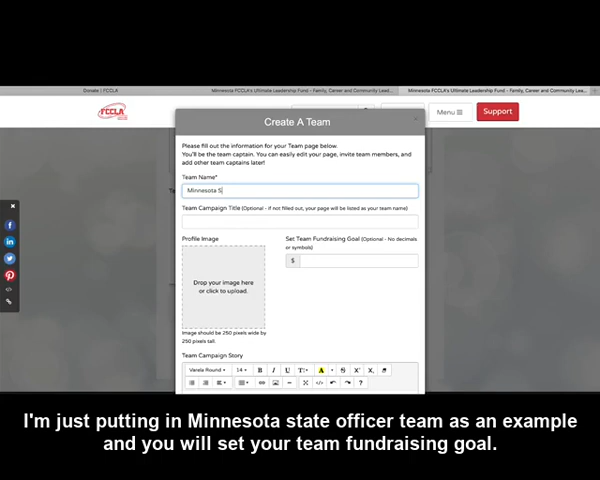 Donate | FCCLA
Minnesota FCCLA's Ultimate Leadership Fund - Family, Career and Community Lead...
Minnesota FCCLA's Ultimate Leadership Fund - Family, Career and Community Lea...
FCCLA
Menu
Support
Create A Team
×
Please fill out the information for your Team page below.
You'll be the team captain. You can easily edit your page, invite team members, and
add other team captains later!
Team Name*
Minnesota S
Team Campaign Title (Optional - if not filled out, your page will be listed as your team name)
Profile Image
Set Team Fundraising Goal (Optional - No decimals
or symbols)
$
Drop your image here
or click to upload.
Image should be 250 pixels wide by
250 pixels tall.
Team Campaign Story
Varela Round
14
B I U
A
I'm just putting in Minnesota state officer team as an example
and you will set your team fundraising goal.